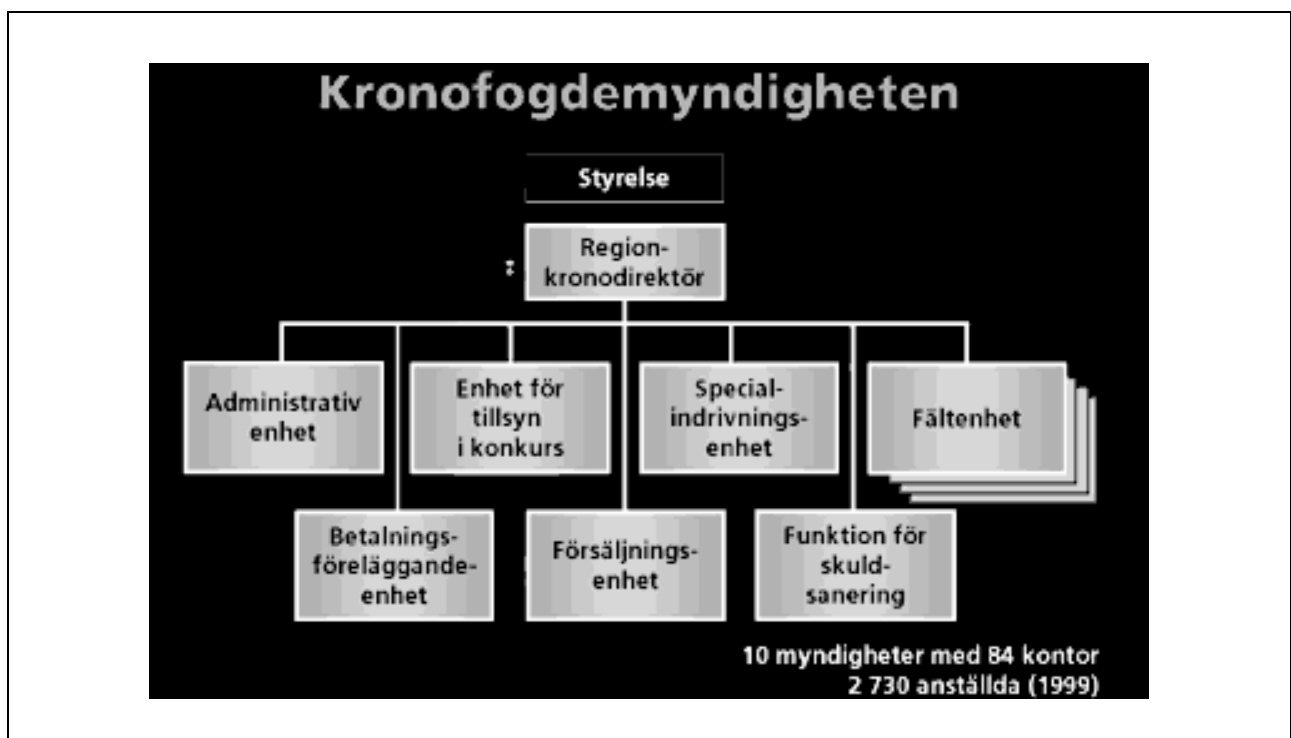 Kronofogdemyndigheten
Styrelse
Region-
kronodirektör
Administrativ
enhet
Enhet för
tillsyn
i konkurs
Special-
indrivnings-
enhet
Fältenhet
Betalnings-
föreläggande-
enhet
Försäljnings-
enhet
Funktion för
skuld-
sanering
10 myndigheter med 84 kontor
2 730 anställda (1999)